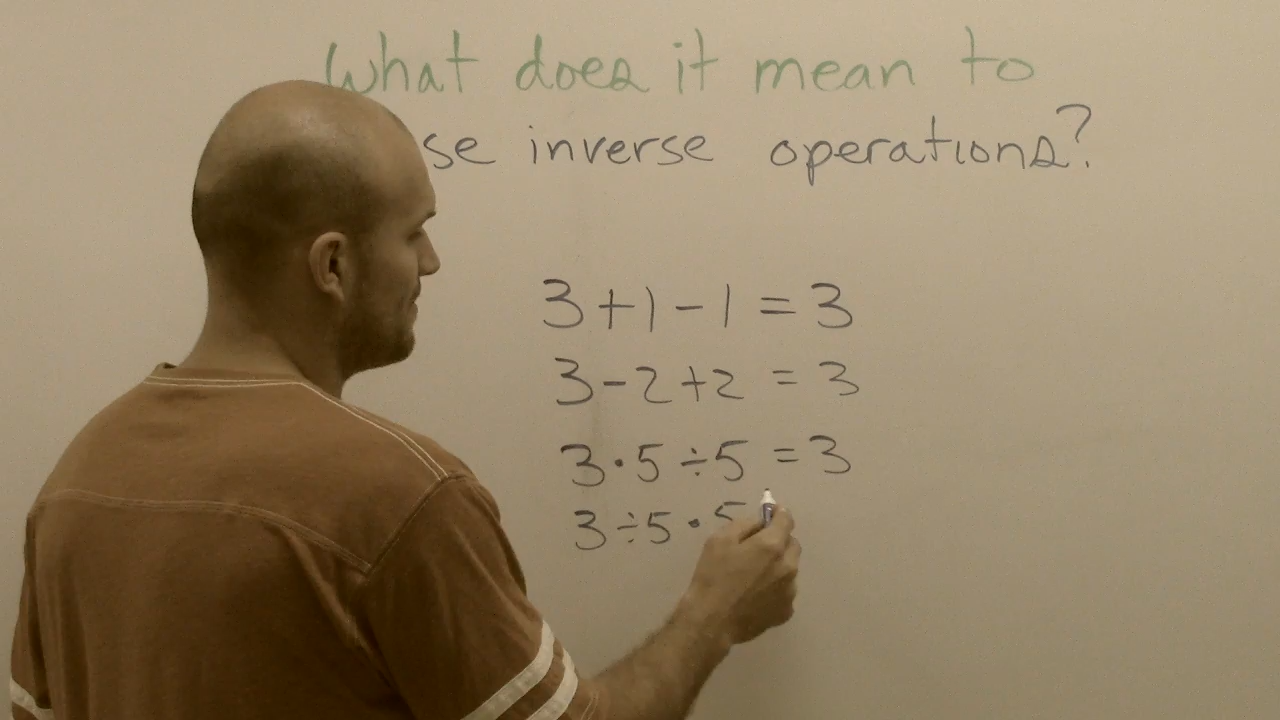 What does it mean to
se inverse operations?
3+1-1=3
3-2+2=3
3·5÷5=3
3÷5·5